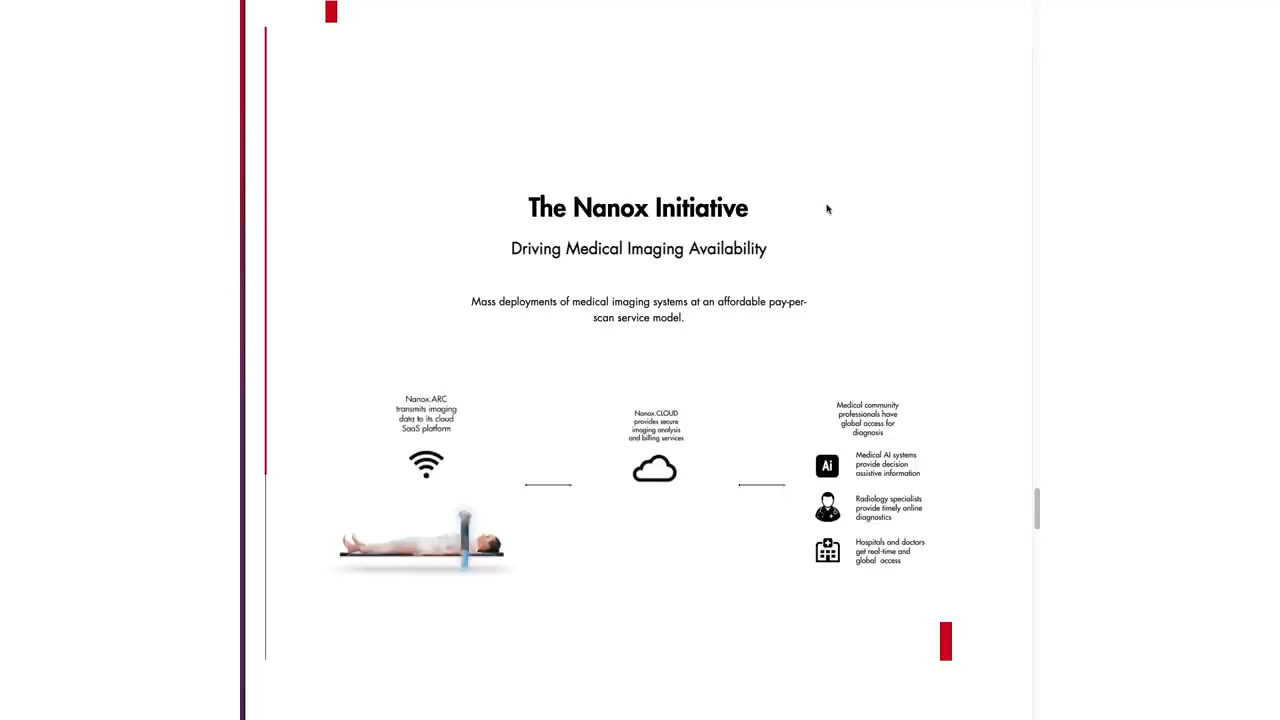 The Nanox Initiative
Driving Medical Imaging Availability
Mass deployments of medical imaging systems at an affordable pay-per-
scan service model.
Nanox.ARC
transmits imaging
data to its cloud
SaaS platform
Nanox.CLOUD
provides secure
imaging analysis
and billing services
Medical community
professionals have
global access for
diagnosis
Ai
Medical AI systems
provide decision
assistive information
Radiology specialists
provide timely online
diagnostics
Hospitals and doctors
get real-time and
global access